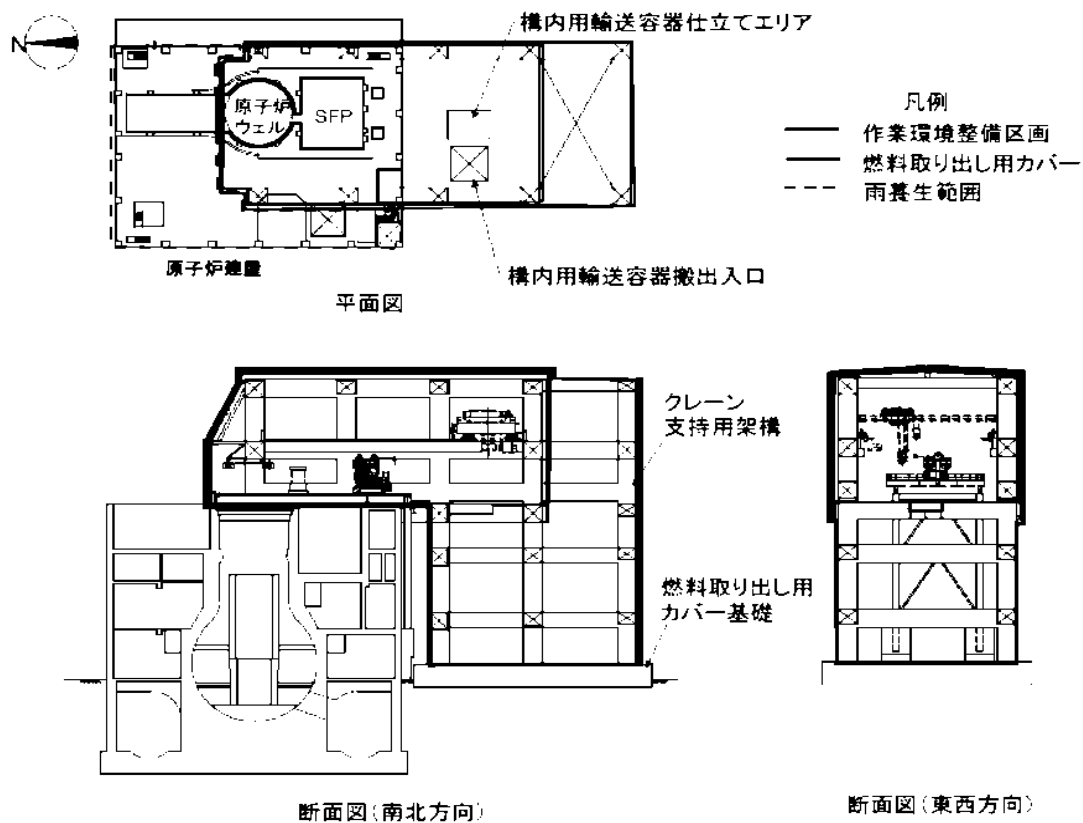 構内用輸送容器仕立てエリア
N
原子炉
ウェル
SFP
凡例
作業環境整備区画
燃料取り出し用カバー
雨養生範囲
原子炉建屋
構内用輸送容器搬出入口
平面図
クレーン
支持用架構
燃料取り出し用
カバー基礎
断面図(南北方向)
断面図(東西方向)